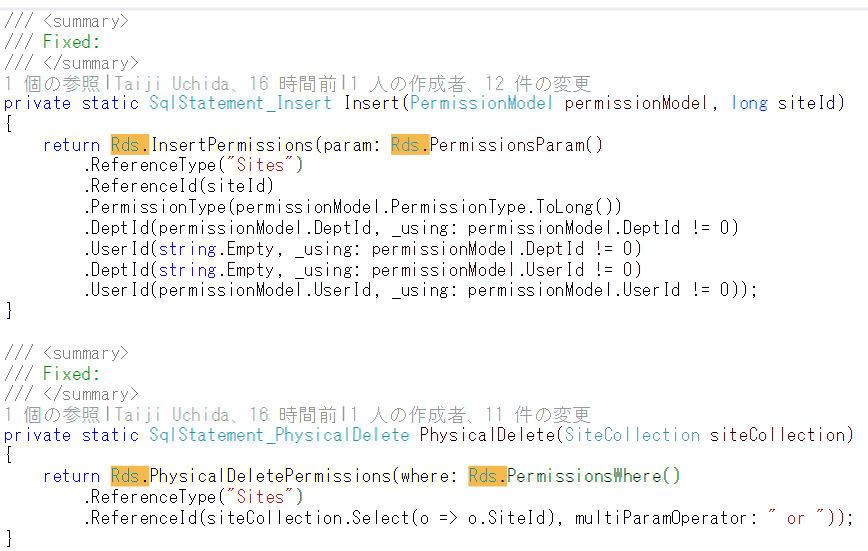 /// <summary>
/// Fixed:
/// </summary>
1 個の参照|Taiji Uchida、16 時間前|1 人の作成者、12 件の変更
private static SqlStatement_Insert Insert(PermissionModel permissionModel, long siteId)
{
    return Rds.InsertPermissions(param: Rds.PermissionsParam()
        .ReferenceType("Sites")
        .ReferenceId(siteId)
        .PermissionType(permissionModel.PermissionType.ToLong())
        .DeptId(permissionModel.DeptId, _using: permissionModel.DeptId != 0)
        .UserId(string.Empty, _using: permissionModel.DeptId != 0)
        .DeptId(string.Empty, _using: permissionModel.UserId != 0)
        .UserId(permissionModel.UserId, _using: permissionModel.UserId != 0));
}
/// <summary>
/// Fixed:
/// </summary>
1 個の参照|Taiji Uchida、16 時間前|1 人の作成者、11 件の変更
private static SqlStatement_PhysicalDelete PhysicalDelete(SiteCollection siteCollection)
{
    return Rds.PhysicalDeletePermissions(where: Rds.PermissionsWhere()
        .ReferenceType("Sites")
        .ReferenceId(siteCollection.Select(o => o.SiteId), multiParamOperator: " or "));
}